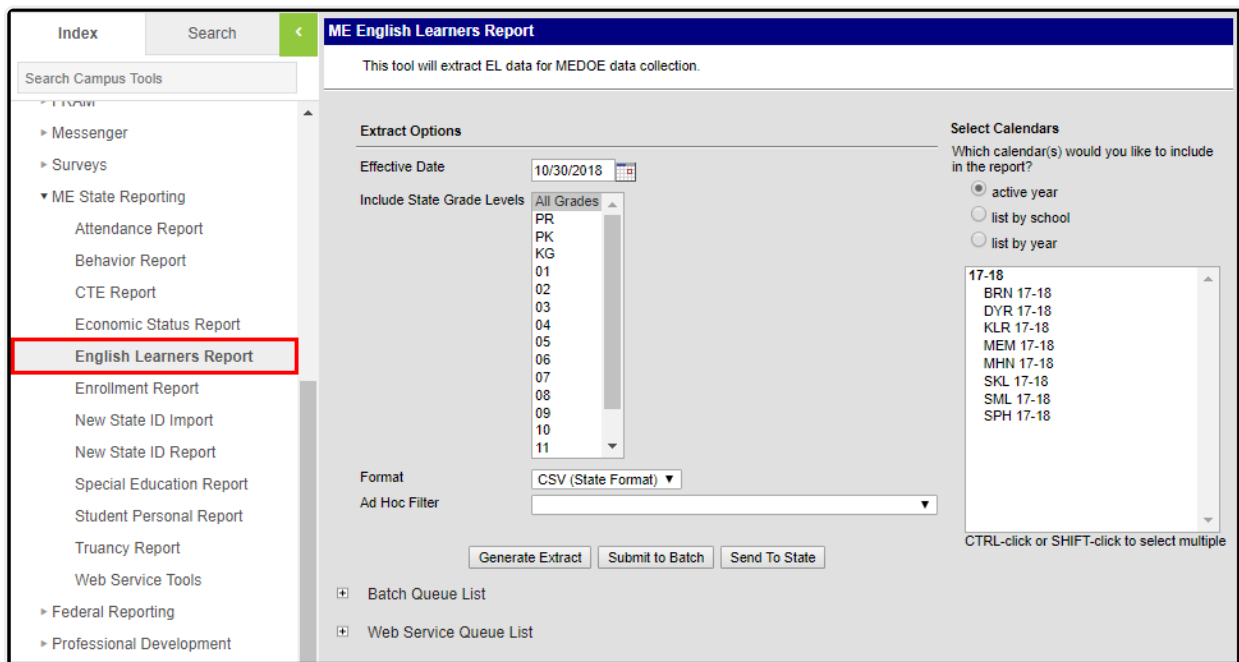 Index
Search
<
Search Campus Tools
FRAM
Messenger
Surveys
ME State Reporting
Attendance Report
Behavior Report
CTE Report
Economic Status Report
English Learners Report
Enrollment Report
New State ID Import
New State ID Report
Special Education Report
Student Personal Report
Truancy Report
Web Service Tools
Federal Reporting
Professional Development
ME English Learners Report
This tool will extract EL data for MEDOE data collection.
Extract Options
Effective Date
10/30/2018
Include State Grade Levels
All Grades
PR
PK
KG
01
02
03
04
05
06
07
08
09
10
11
Format
CSV (State Format)
Ad Hoc Filter
Generate Extract
Submit to Batch
Send To State
Batch Queue List
Web Service Queue List
Select Calendars
Which calendar(s) would you like to include
in the report?
active year
list by school
list by year
17-18
BRN 17-18
DYR 17-18
KLR 17-18
MEM 17-18
MHN 17-18
SKL 17-18
SML 17-18
SPH 17-18
CTRL-click or SHIFT-click to select multiple